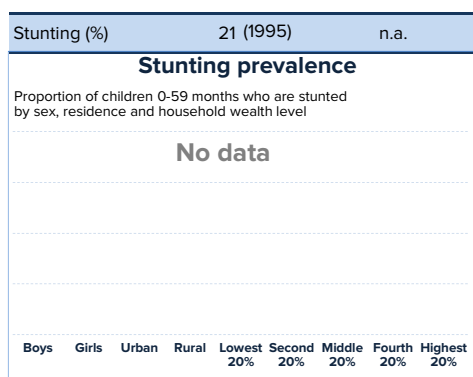 Stunting (%) 21 (1995) n.a.
Stunting prevalence
Proportion of children 0-59 months who are stunted
by sex, residence and household wealth level
No data
Boys Girls Urban Rural Lowest Second Middle Fourth Highest
20% 20% 20% 20% 20%